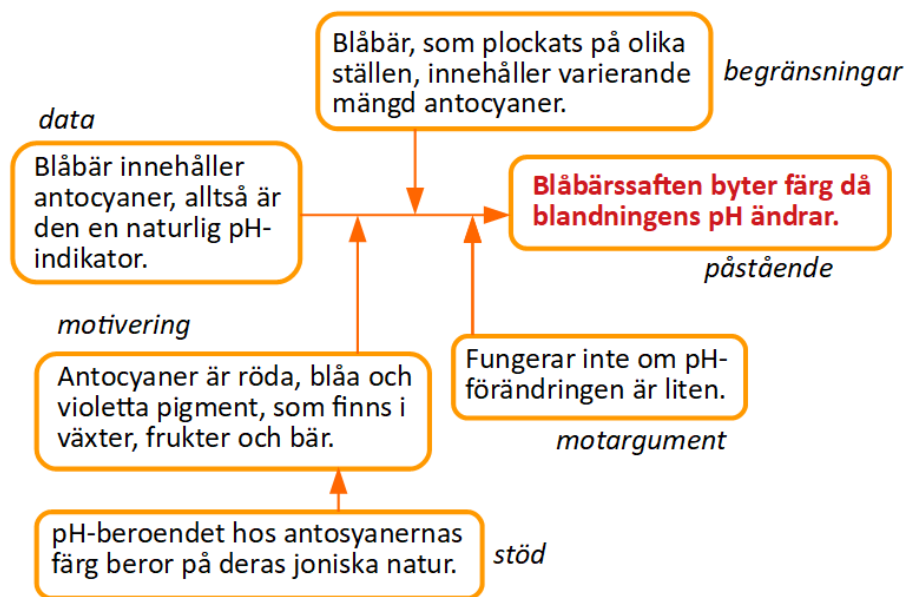 Blåbär, som plockats på olika
ställen, innehåller varierande
mängd antocyaner.
begränsningar
data
Blåbär innehåller
antocyaner, alltså är
den en naturlig pH-
indikator.
Blåbärssaften byter färg då
blandningens pH ändrar.
påstående
motivering
Antocyaner är röda, blåa och
violetta pigment, som finns i
växter, frukter och bär.
Fungerar inte om pH-
förändringen är liten.
motargument
pH-beroendet hos antosyanernas
färg beror på deras joniska natur.
stöd